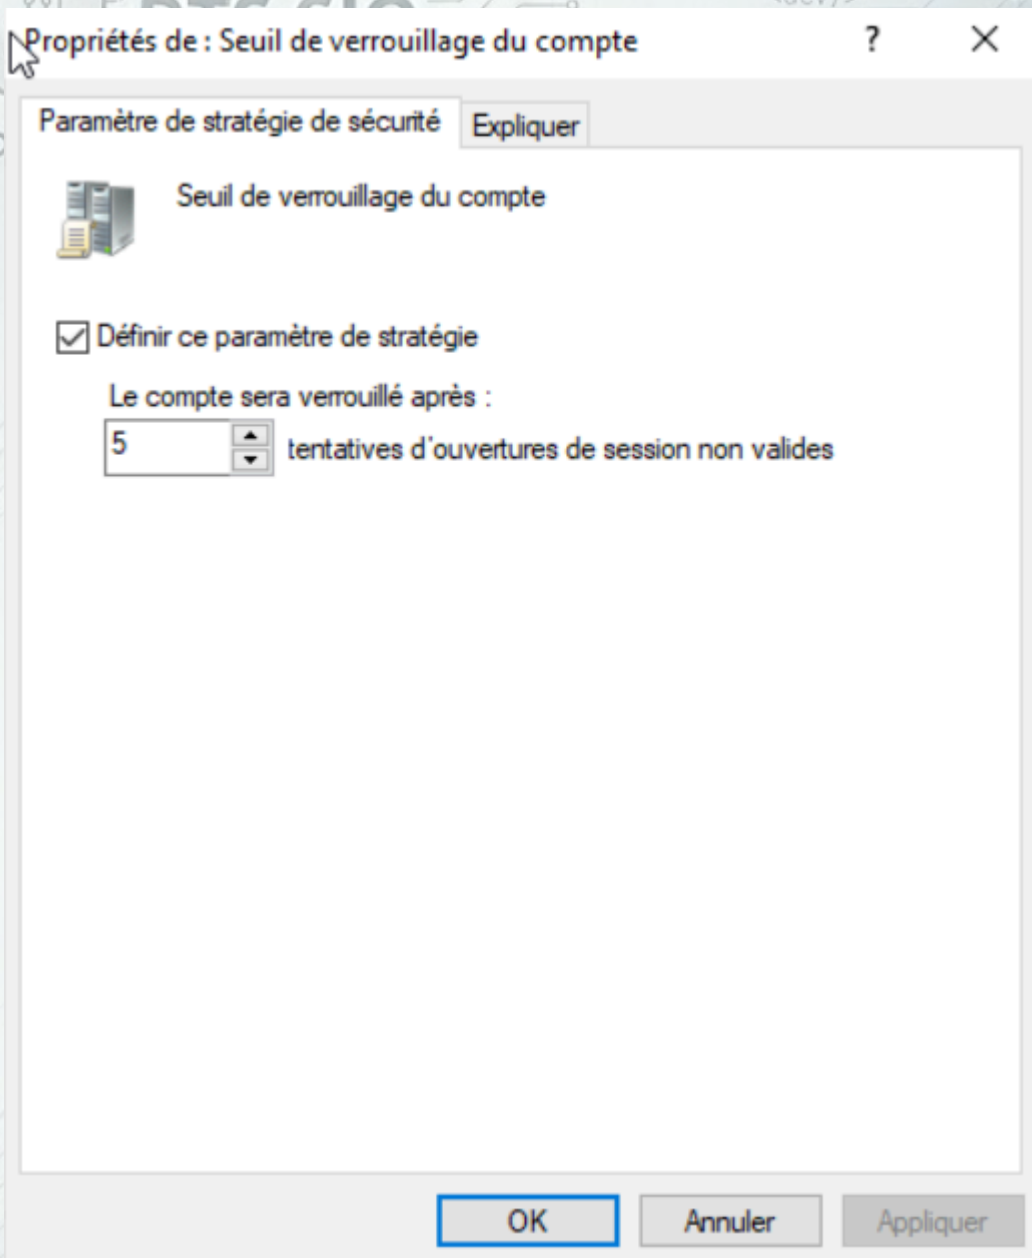 BTS SIO
Propriétés de : Seuil de verrouillage du compte ?
Paramètre de stratégie de sécurité Expliquer
Seuil de verrouillage du compte
Définir ce paramètre de stratégie
Le compte sera verrouillé après :
5 tentatives d'ouvertures de session non valides
OK Annuler Appliquer